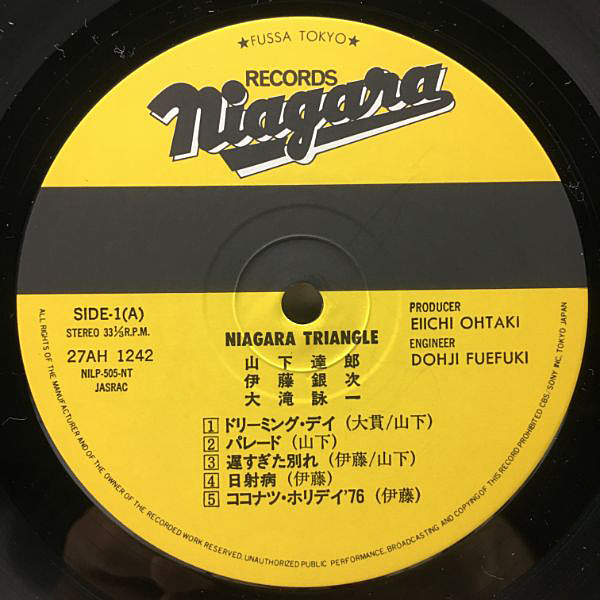 ★FUSSA TOKYO★
RECORDS
Niagara
SIDE-1(A)
STEREO 33⅓R.P.M.
27AH 1242
NILP-505-NT
JASRAC
PRODUCER
EIICHI OHTAKI
ENGINEER
DOHJI FUEFUKI
NIAGARA TRIANGLE
山下達郎
伊藤銀次
大滝詠一
1 ドリーミング・デイ (大貫/山下)
2 パレード (山下)
3 遅すぎた別れ (伊藤/山下)
4 日射病 (伊藤)
5 ココナツ・ホリデイ'76 (伊藤)
ALL RIGHTS OF THE MANUFACTURER AND OF THE OWNER OF THE RECORDED WORK RESERVED. UNAUTHORIZED PUBLIC PERFORMANCE, BROADCASTING AND COPYING OF THIS RECORD PROHIBITED CBS/SONY INC. TOKYO JAPAN